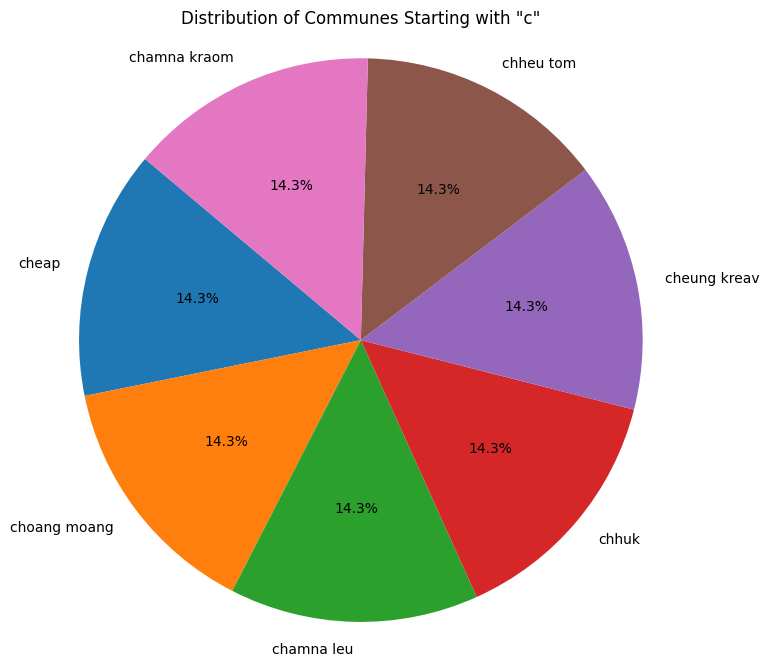 Distribution of Communes Starting with "c"
chamna kraom
chheu tom
14.3%
14.3%
cheap
cheung kreav
14.3%
14.3%
14.3%
14.3%
14.3%
choang moang
chhuk
chamna leu